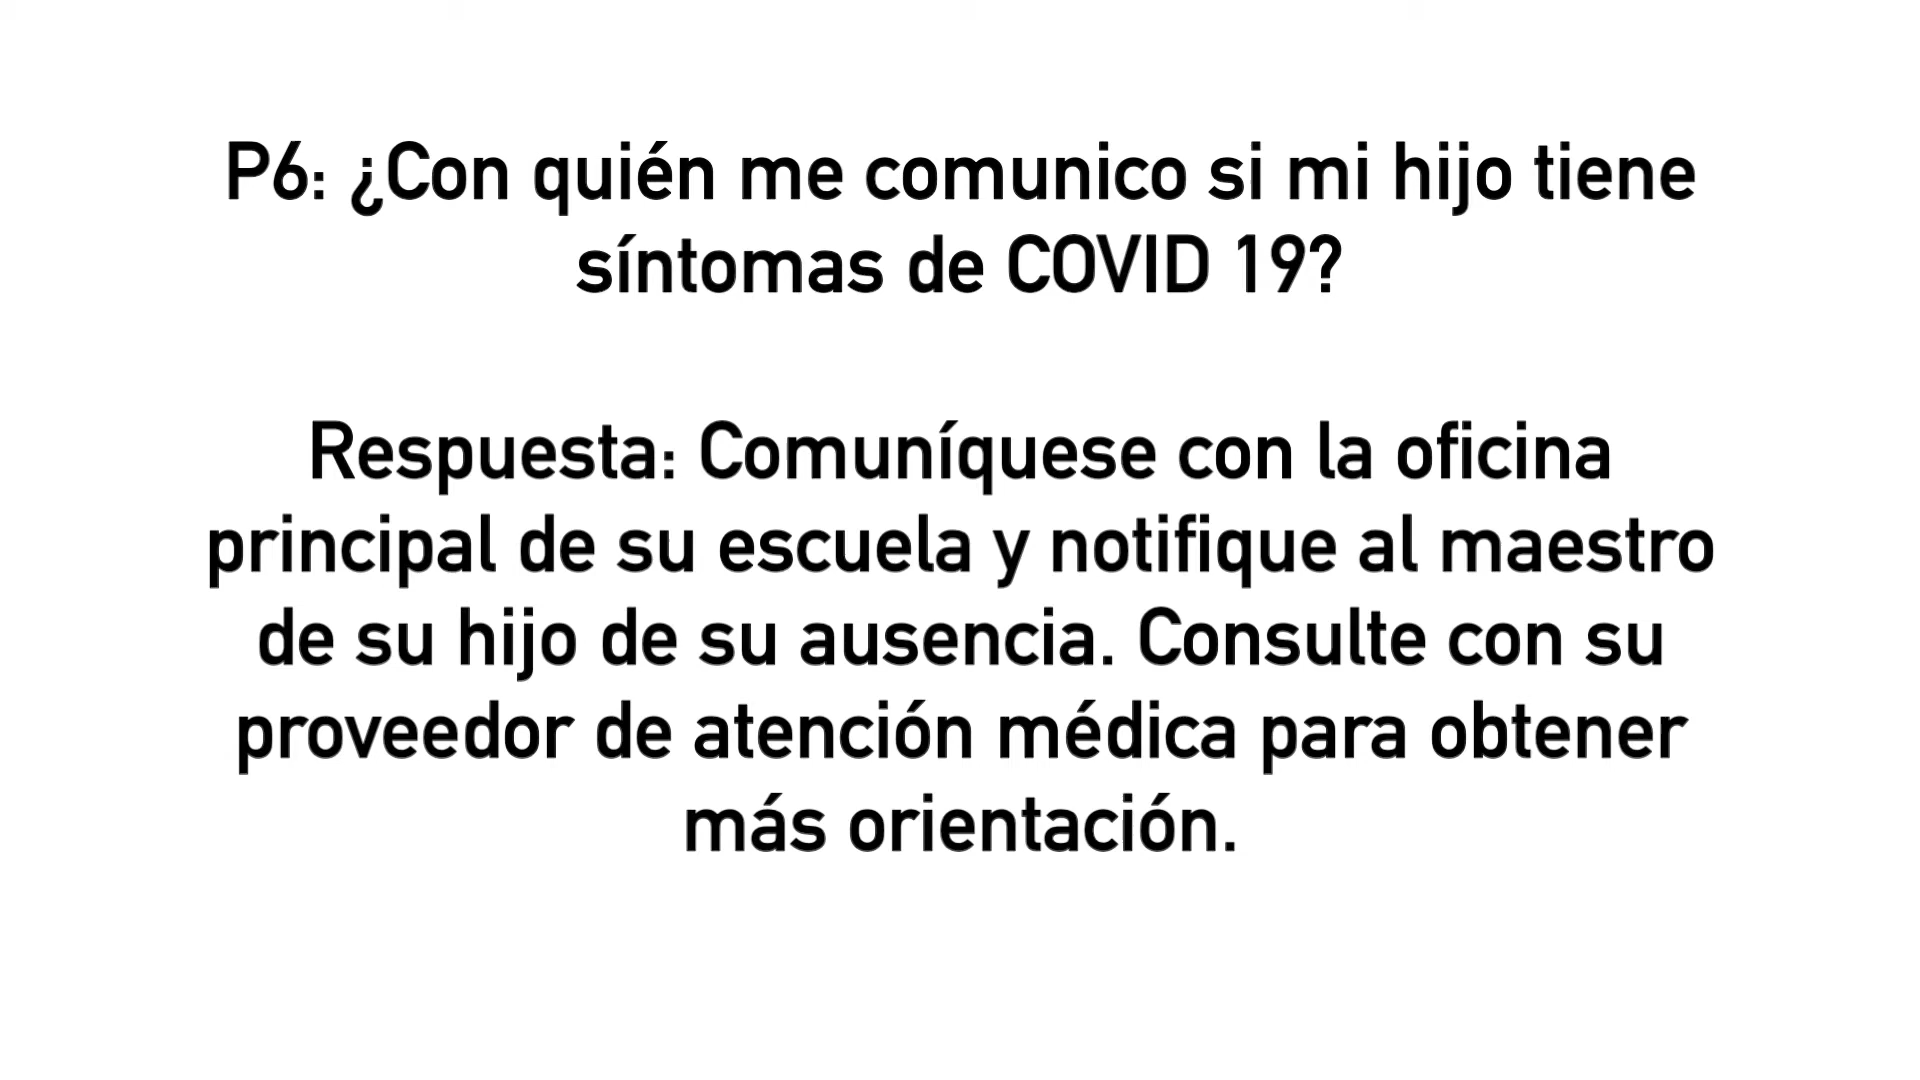 P6: ¿Con quién me comunico si mi hijo tiene
síntomas de COVID 19?
Respuesta: Comuníquese con la oficina
principal de su escuela y notifique al maestro
de su hijo de su ausencia. Consulte con su
proveedor de atención médica para obtener
más orientación.